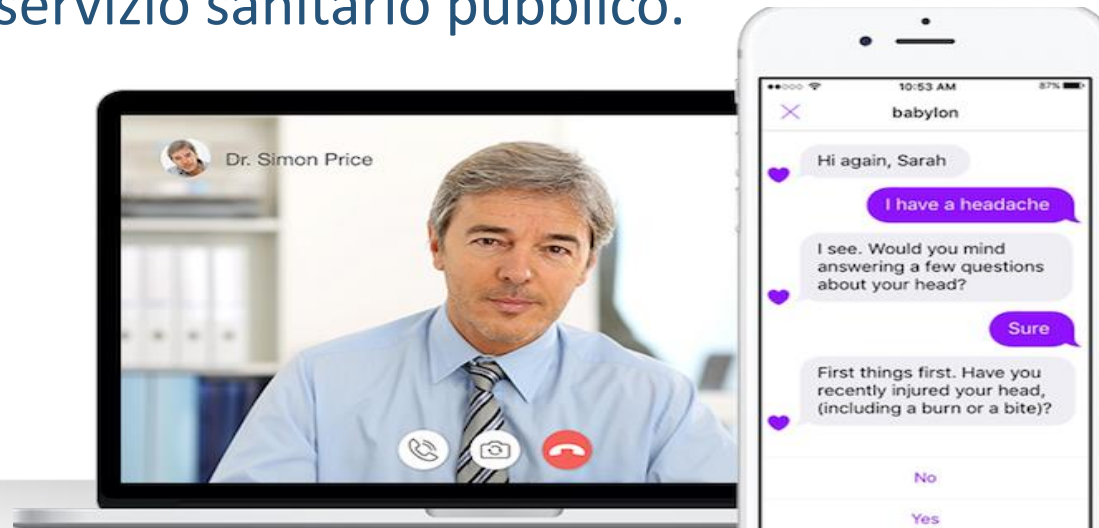 servizio sanitario pubblico.
Dr. Simon Price
10:53 AM
87%
babylon
Hi again, Sarah
I have a headache
I see. Would you mind
answering a few questions
about your head?
Sure
First things first. Have you
recently injured your head,
(including a burn or a bite)?
No
Yes